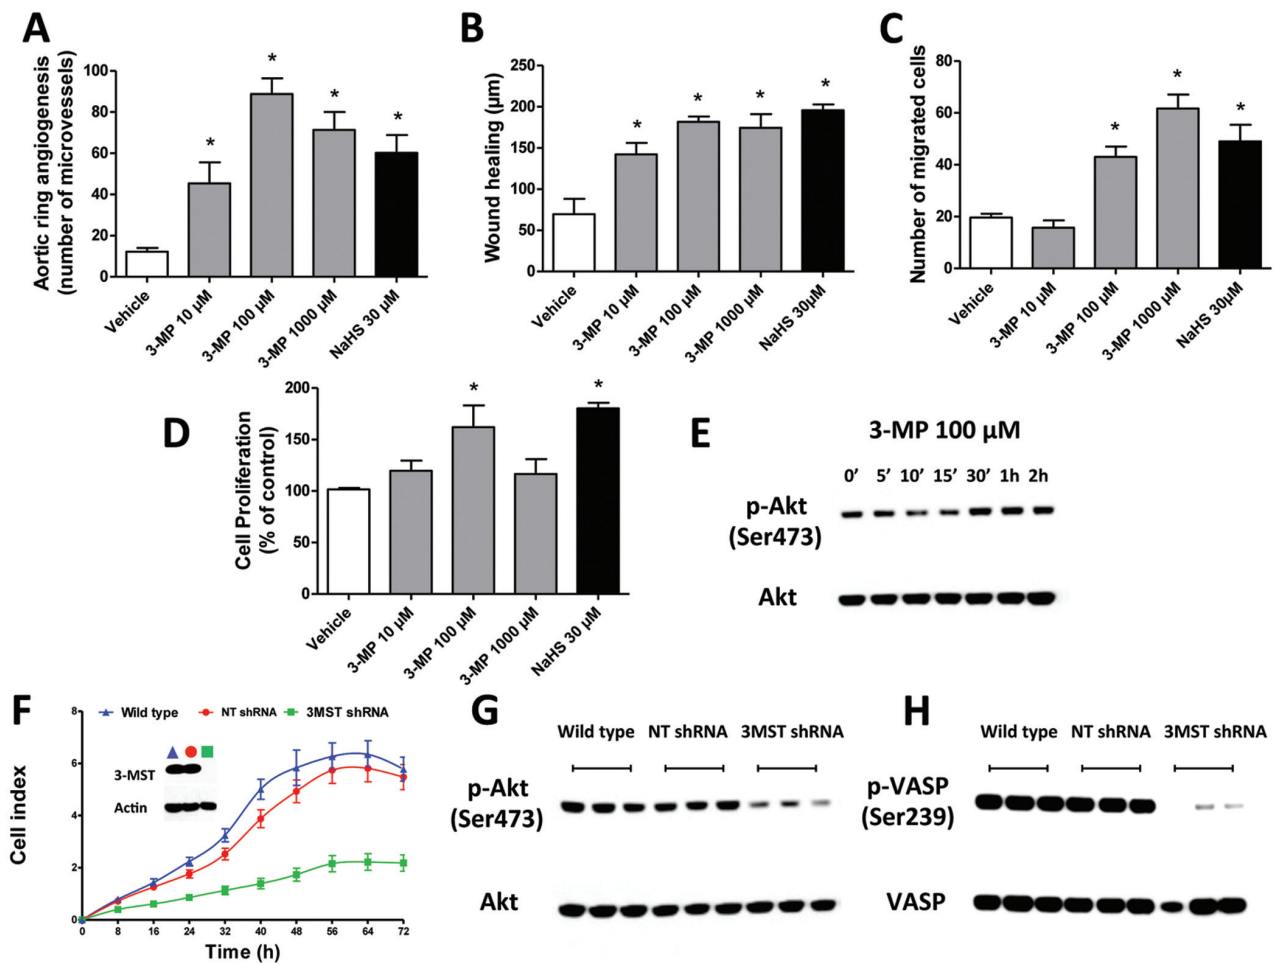 A
Aortic ring angiogenesis
(number of microvessels)
100
80
60
40
20
0
*
*
*
*
Vehicle
3-MP 10 µM
3-MP 100 µM
3-MP 1000 µM
NaHS 30 µM
B
Wound healing (µm)
250
200
150
100
50
0
*
*
*
*
Vehicle
3-MP 10 µM
3-MP 100 µM
3-MP 1000 µM
NaHS 30µM
C
Number of migrated cells
80
60
40
20
0
*
*
*
Vehicle
3-MP 10 µM
3-MP 100 µM
3-MP 1000 µM
NaHS 30µM
D
Cell Proliferation
(% of control)
200
150
100
50
0
*
*
Vehicle
3-MP 10 µM
3-MP 100 µM
3-MP 1000 µM
NaHS 30 µM
E
3-MP 100 µM
0’ 5’ 10’ 15’ 30’ 1h 2h
p-Akt
(Ser473)
Akt
F
Wild type NT shRNA 3MST shRNA
3-MST
Actin
Cell index
8
6
4
2
0
0 8 16 24 32 40 48 56 64 72
Time (h)
G
Wild type NT shRNA 3MST shRNA
p-Akt
(Ser473)
Akt
H
Wild type NT shRNA 3MST shRNA
p-VASP
(Ser239)
VASP